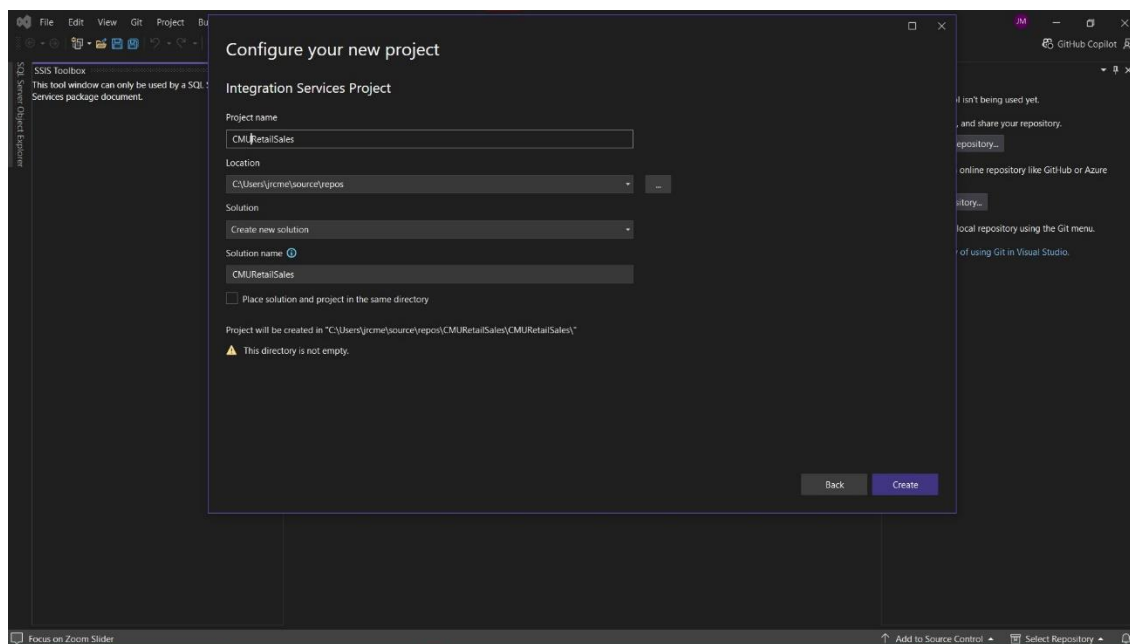 File Edit View Git Project Bu
JM
GitHub Copilot
SQL Server Object Explorer
SSIS Toolbox
This tool window can only be used by a SQL S
Services package document.
Configure your new project
Integration Services Project
Project name
CMURetailSales
Location
C:\Users\jrcme\source\repos
...
Solution
Create new solution
Solution name
CMURetailSales
Place solution and project in the same directory
Project will be created in "C:\Users\jrcme\source\repos\CMURetailSales\CMURetailSales\"
This directory is not empty.
Back Create
l isn't being used yet.
, and share your repository.
epository...
online repository like GitHub or Azure
sitory...
local repository using the Git menu.
of using Git in Visual Studio.
Focus on Zoom Slider
Add to Source Control
Select Repository